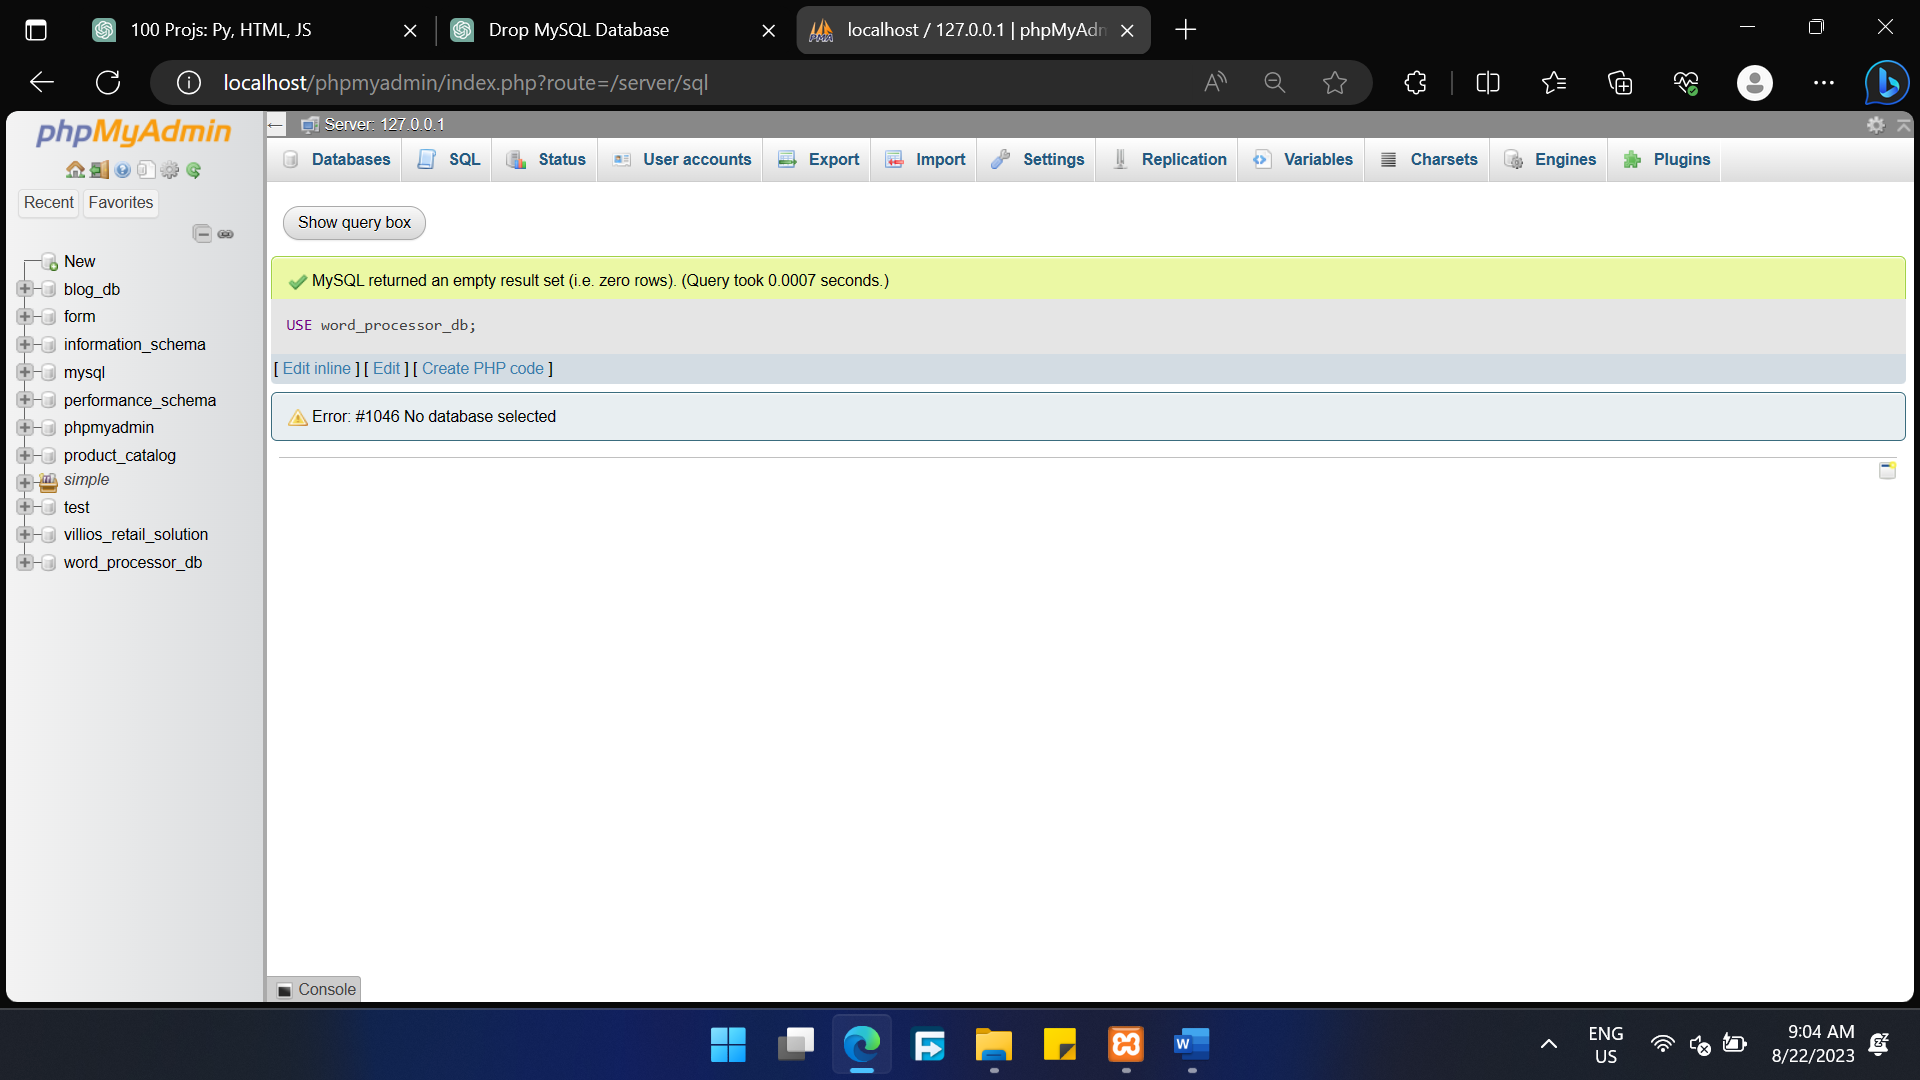 100 Projs: Py, HTML, JS
Drop MySQL Database
localhost / 127.0.0.1 | phpMyAdm
localhost/phpmyadmin/index.php?route=/server/sql
phpMyAdmin
Server: 127.0.0.1
Databases
SQL
Status
User accounts
Export
Import
Settings
Replication
Variables
Charsets
Engines
Plugins
Recent
Favorites
New
blog_db
form
information_schema
mysql
performance_schema
phpmyadmin
product_catalog
simple
test
villios_retail_solution
word_processor_db
Show query box
MySQL returned an empty result set (i.e. zero rows). (Query took 0.0007 seconds.)
USE word_processor_db;
[ Edit inline ] [ Edit ] [ Create PHP code ]
Error: #1046 No database selected
Console
ENG
US
9:04 AM
8/22/2023